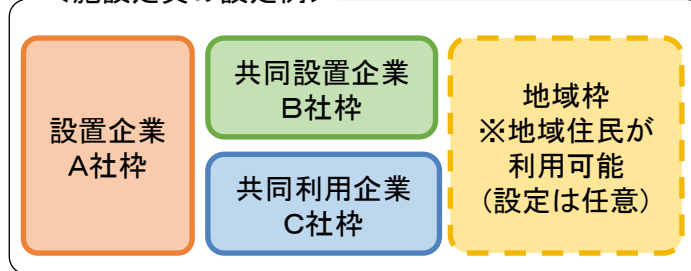 設置企業
A社枠
共同設置企業
B社枠
共同利用企業
C社枠
地域枠
※地域住民が
利用可能
(設定は任意)